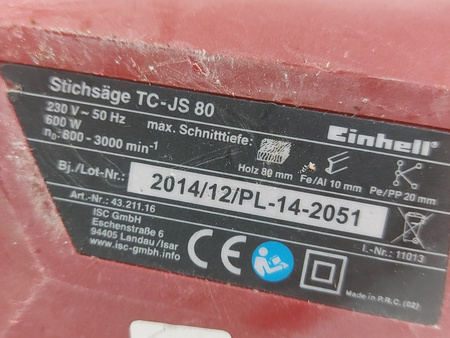 Stichsäge TC-JS 80
230 V ~ 50 Hz
600 W
n₀: 800 - 3000 min⁻¹
max. Schnitttiefe:
Einhell®
Holz 80 mm Fe/Al 10 mm Pe/PP 20 mm
Bj./Lot-Nr.: 2014/12/PL-14-2051
Art.-Nr.: 43.211.16
ISC GmbH
Eschenstraße 6
94405 Landau/Isar
www.isc-gmbh.info
CE
I.-Nr.: 11013
Made in P.R.C. (02)